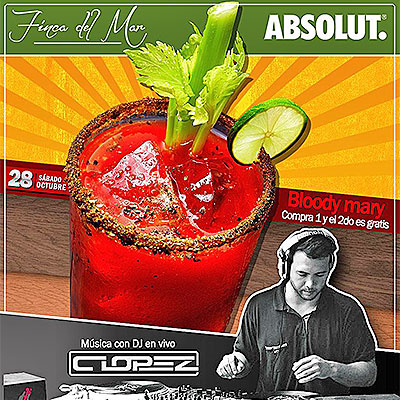 Finca del Mar
ABSOLUT.
28 SÁBADO OCTUBRE
Bloody mary
Compra 1 y el 2do es gratis
Música con DJ en vivo
CLOPEZ